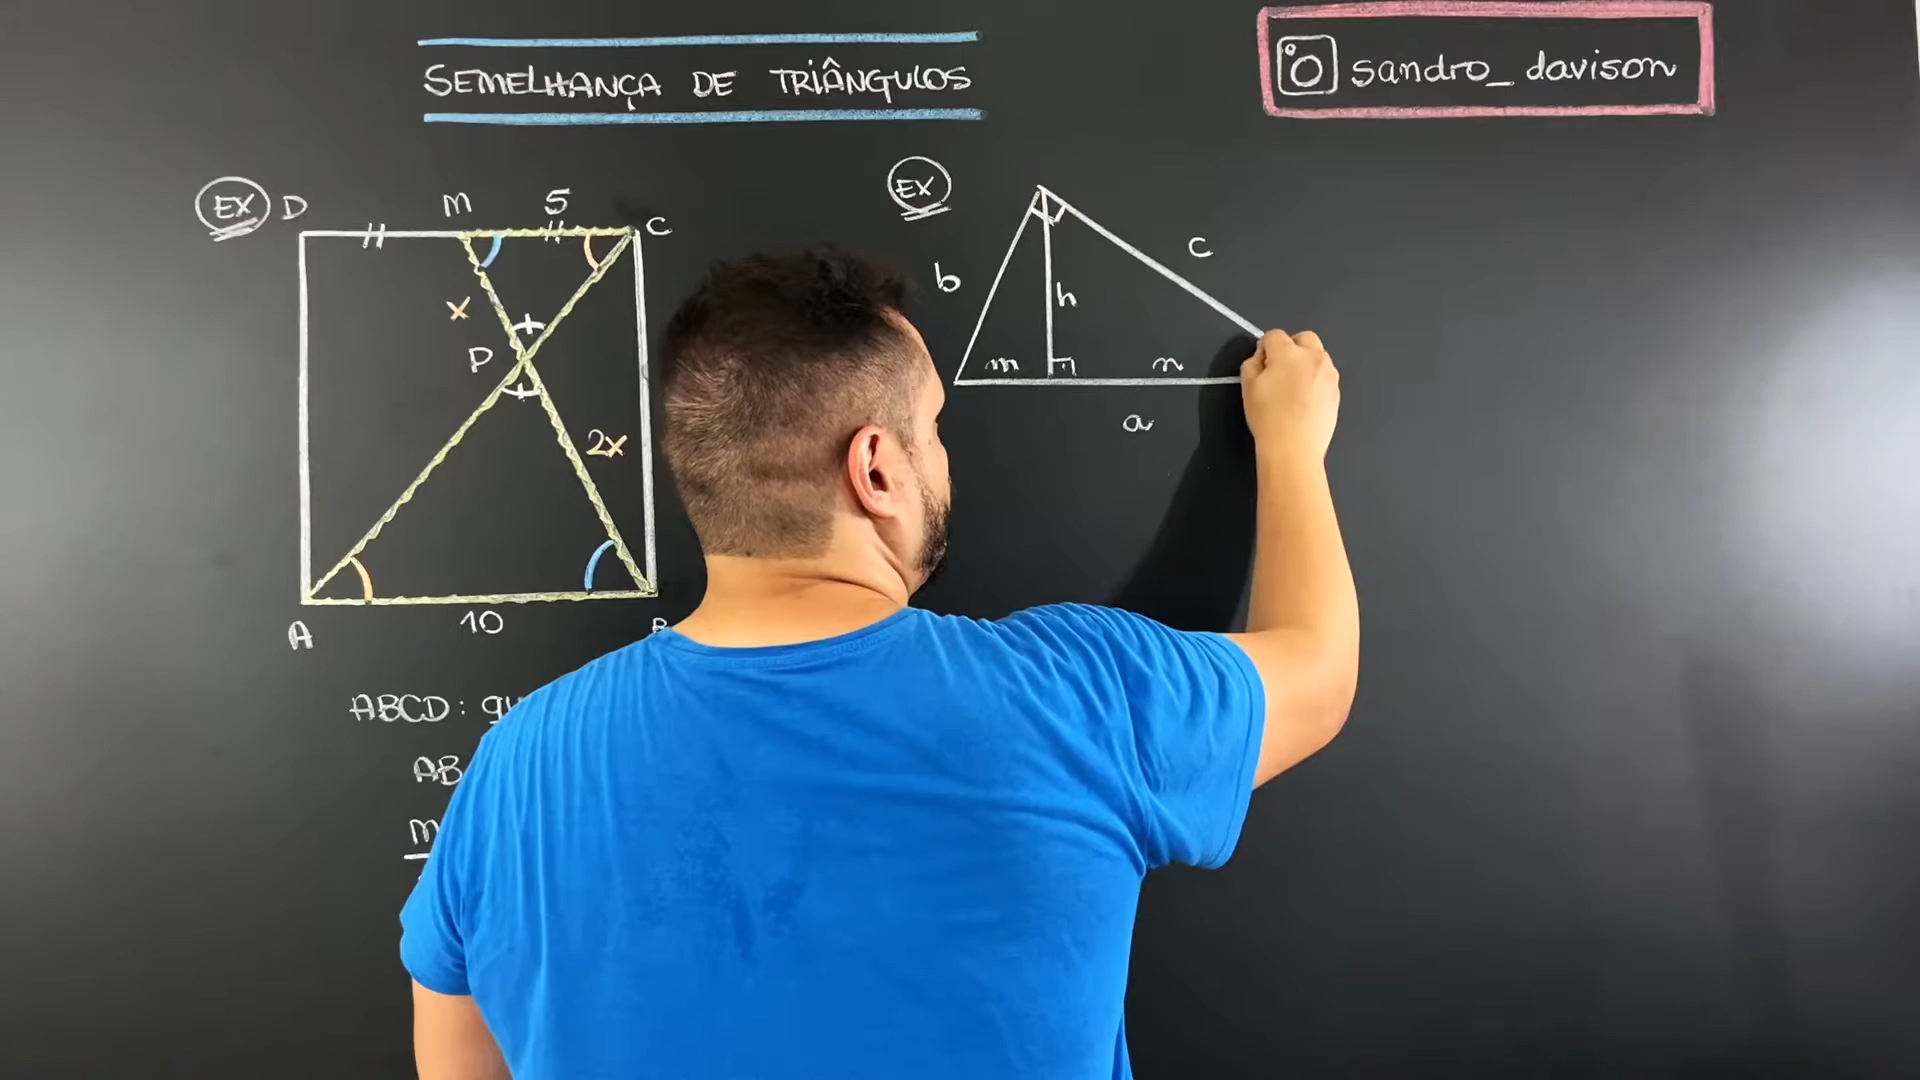 SEMELHANÇA DE TRIÂNGULOS
sandro_davison
EX
D
M
5
C
x
P
2x
A
10
B
ABCD:
AB
EX
b
c
h
m
n
a